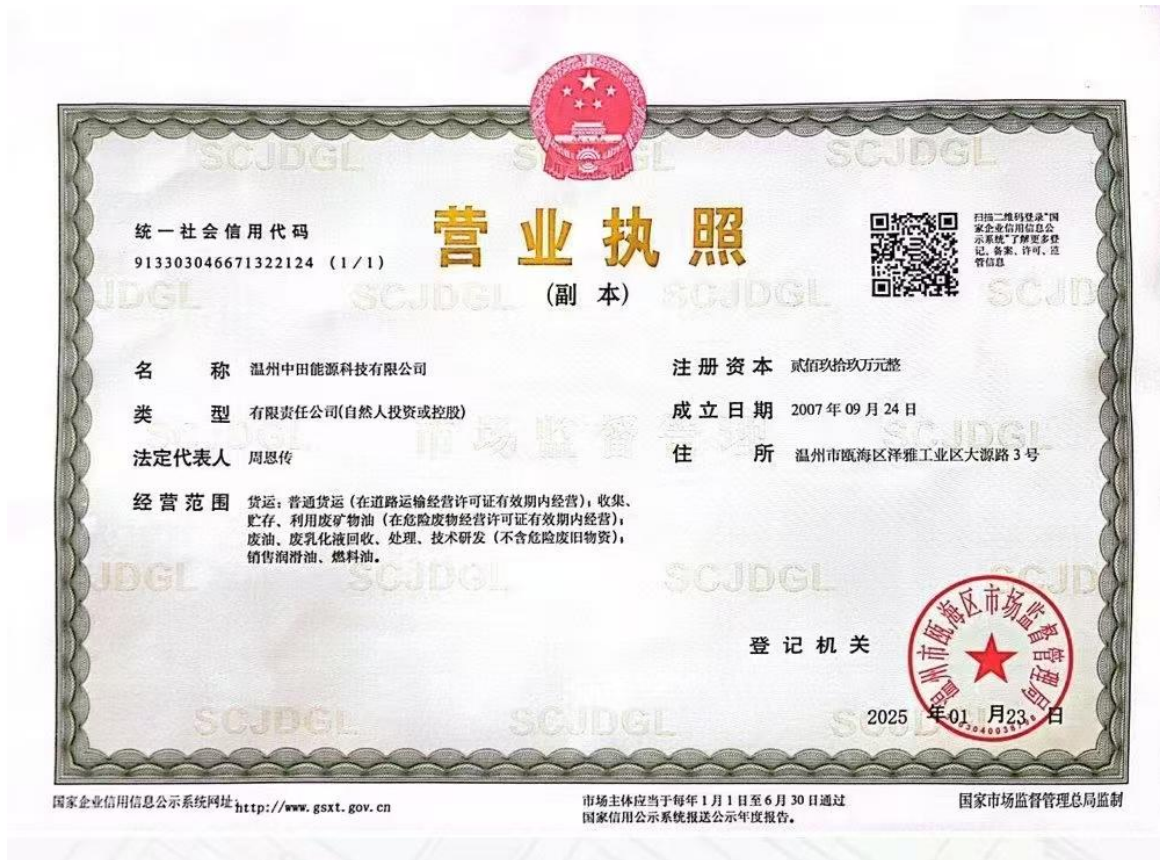 统一社会信用代码
913303046671322124 (1/1)
营业执照
(副 本)
扫描二维码登录"国
家企业信用信息公
示系统"了解更多登
记、备案、许可、监
管信息
名 称 温州中田能源科技有限公司
类 型 有限责任公司(自然人投资或控股)
法定代表人 周恩传
经营范围 货运:普通货运(在道路运输经营许可证有效期内经营);收集、
贮存、利用废矿物油(在危险废物经营许可证有效期内经营);
废油、废乳化液回收、处理、技术研发(不含危险废旧物资);
销售润滑油、燃料油。
注册资本 贰佰玖拾玖万元整
成立日期 2007年09月24日
住 所 温州市瓯海区泽雅工业区大源路3号
登记机关
温州市瓯海区市场监督管理局
2025 年01 月23 日
国家企业信用信息公示系统网址:http://www.gsxt.gov.cn
市场主体应当于每年1月1日至6月30日通过
国家信用公示系统报送公示年度报告。
国家市场监督管理总局监制
SCJDGL
市场监督管理